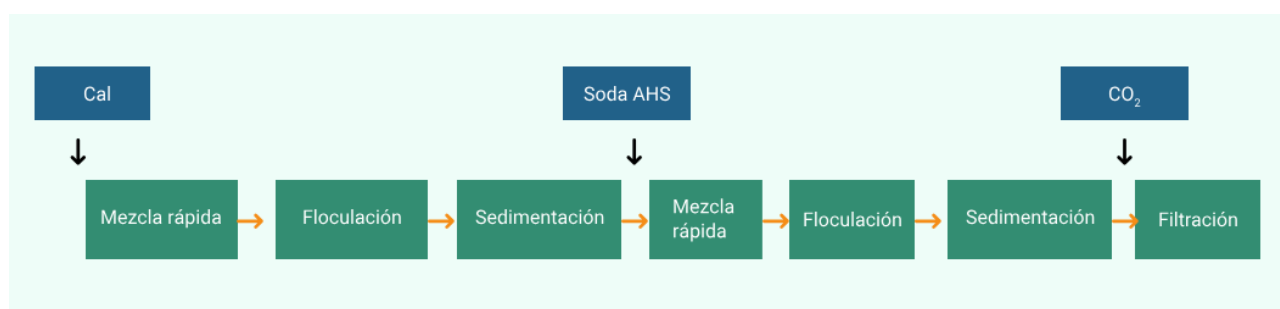 Cal
Soda AHS
CO₂
Mezcla rápida
Floculación
Sedimentación
Mezcla
rápida
Floculación
Sedimentación
Filtración